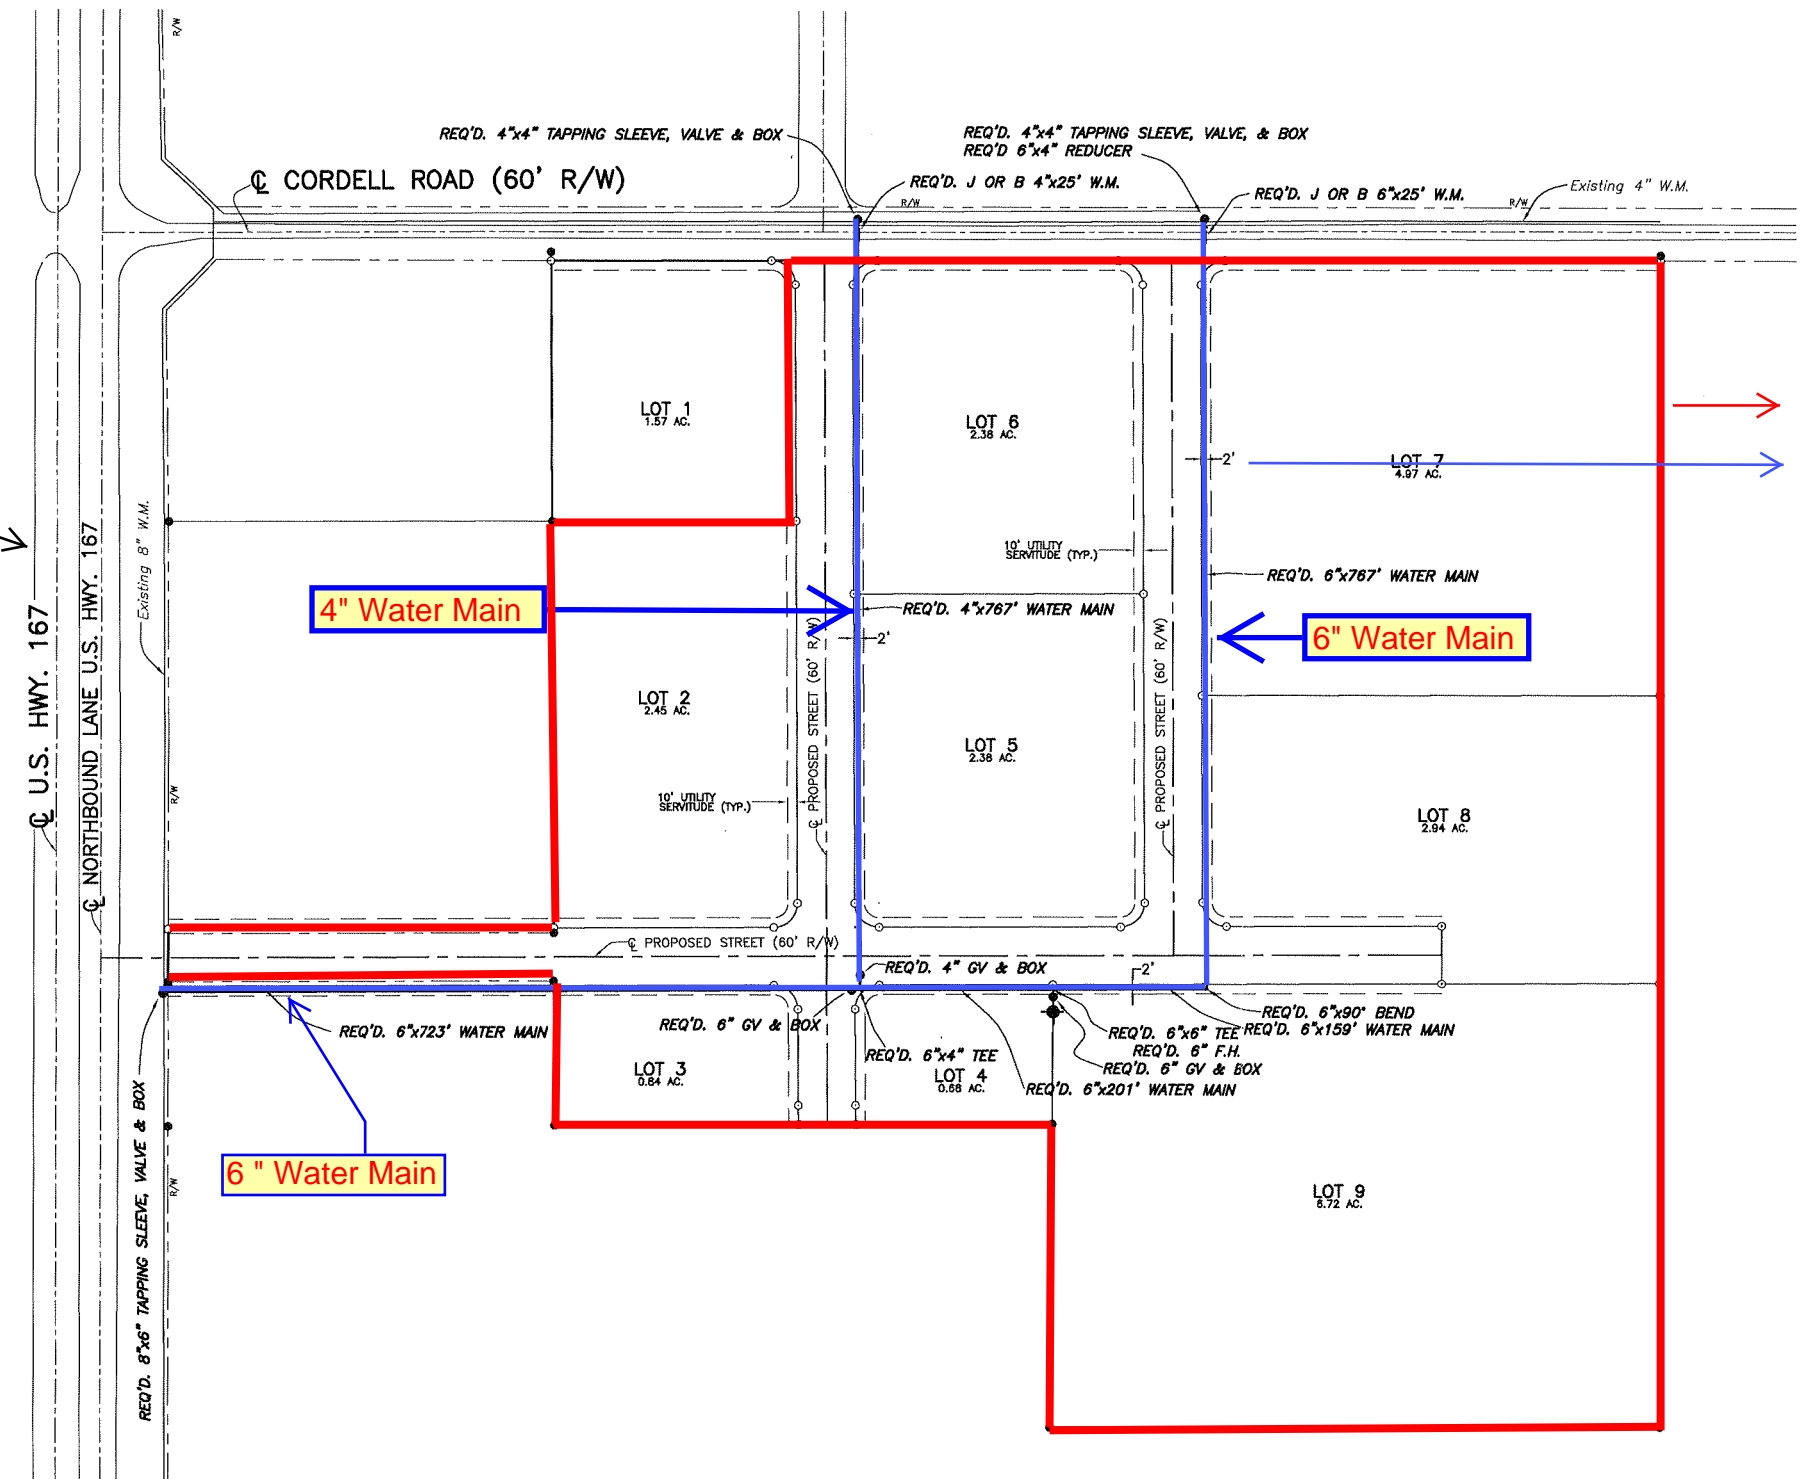 R/W
REQ'D. 4"x4" TAPPING SLEEVE, VALVE & BOX
REQ'D. 4"x4" TAPPING SLEEVE, VALVE, & BOX
REQ'D 6"x4" REDUCER
℄ CORDELL ROAD (60' R/W)
REQ'D. J OR B 4"x25' W.M.
R/W
REQ'D. J OR B 6"x25' W.M.
Existing 4" W.M.
R/W
LOT 1
1.57 AC.
LOT 6
2.38 AC.
2'
LOT 7
4.97 AC.
Existing 8" W.M.
10' UTILITY
SERVITUDE (TYP.)
REQ'D. 6"x767' WATER MAIN
4" Water Main
REQ'D. 4"x767' WATER MAIN
2'
6" Water Main
℄ U.S. HWY. 167
℄ NORTHBOUND LANE U.S. HWY. 167
R/W
LOT 2
2.45 AC.
℄ PROPOSED STREET (60' R/W)
LOT 5
2.38 AC.
℄ PROPOSED STREET (60' R/W)
10' UTILITY
SERVITUDE (TYP.)
LOT 8
2.94 AC.
℄ PROPOSED STREET (60' R/W)
REQ'D. 4" GV & BOX
2'
REQ'D. 6"x723' WATER MAIN
REQ'D. 6" GV & BOX
REQ'D. 6"x90° BEND
REQ'D. 6"x6" TEE
REQ'D. 6"x159' WATER MAIN
REQ'D. 6" F.H.
REQ'D. 6"x4" TEE
REQ'D. 6" GV & BOX
LOT 3
0.64 AC.
LOT 4
0.68 AC.
REQ'D. 6"x201' WATER MAIN
REQ'D. 8"x6" TAPPING SLEEVE, VALVE & BOX
6 " Water Main
R/W
LOT 9
6.72 AC.